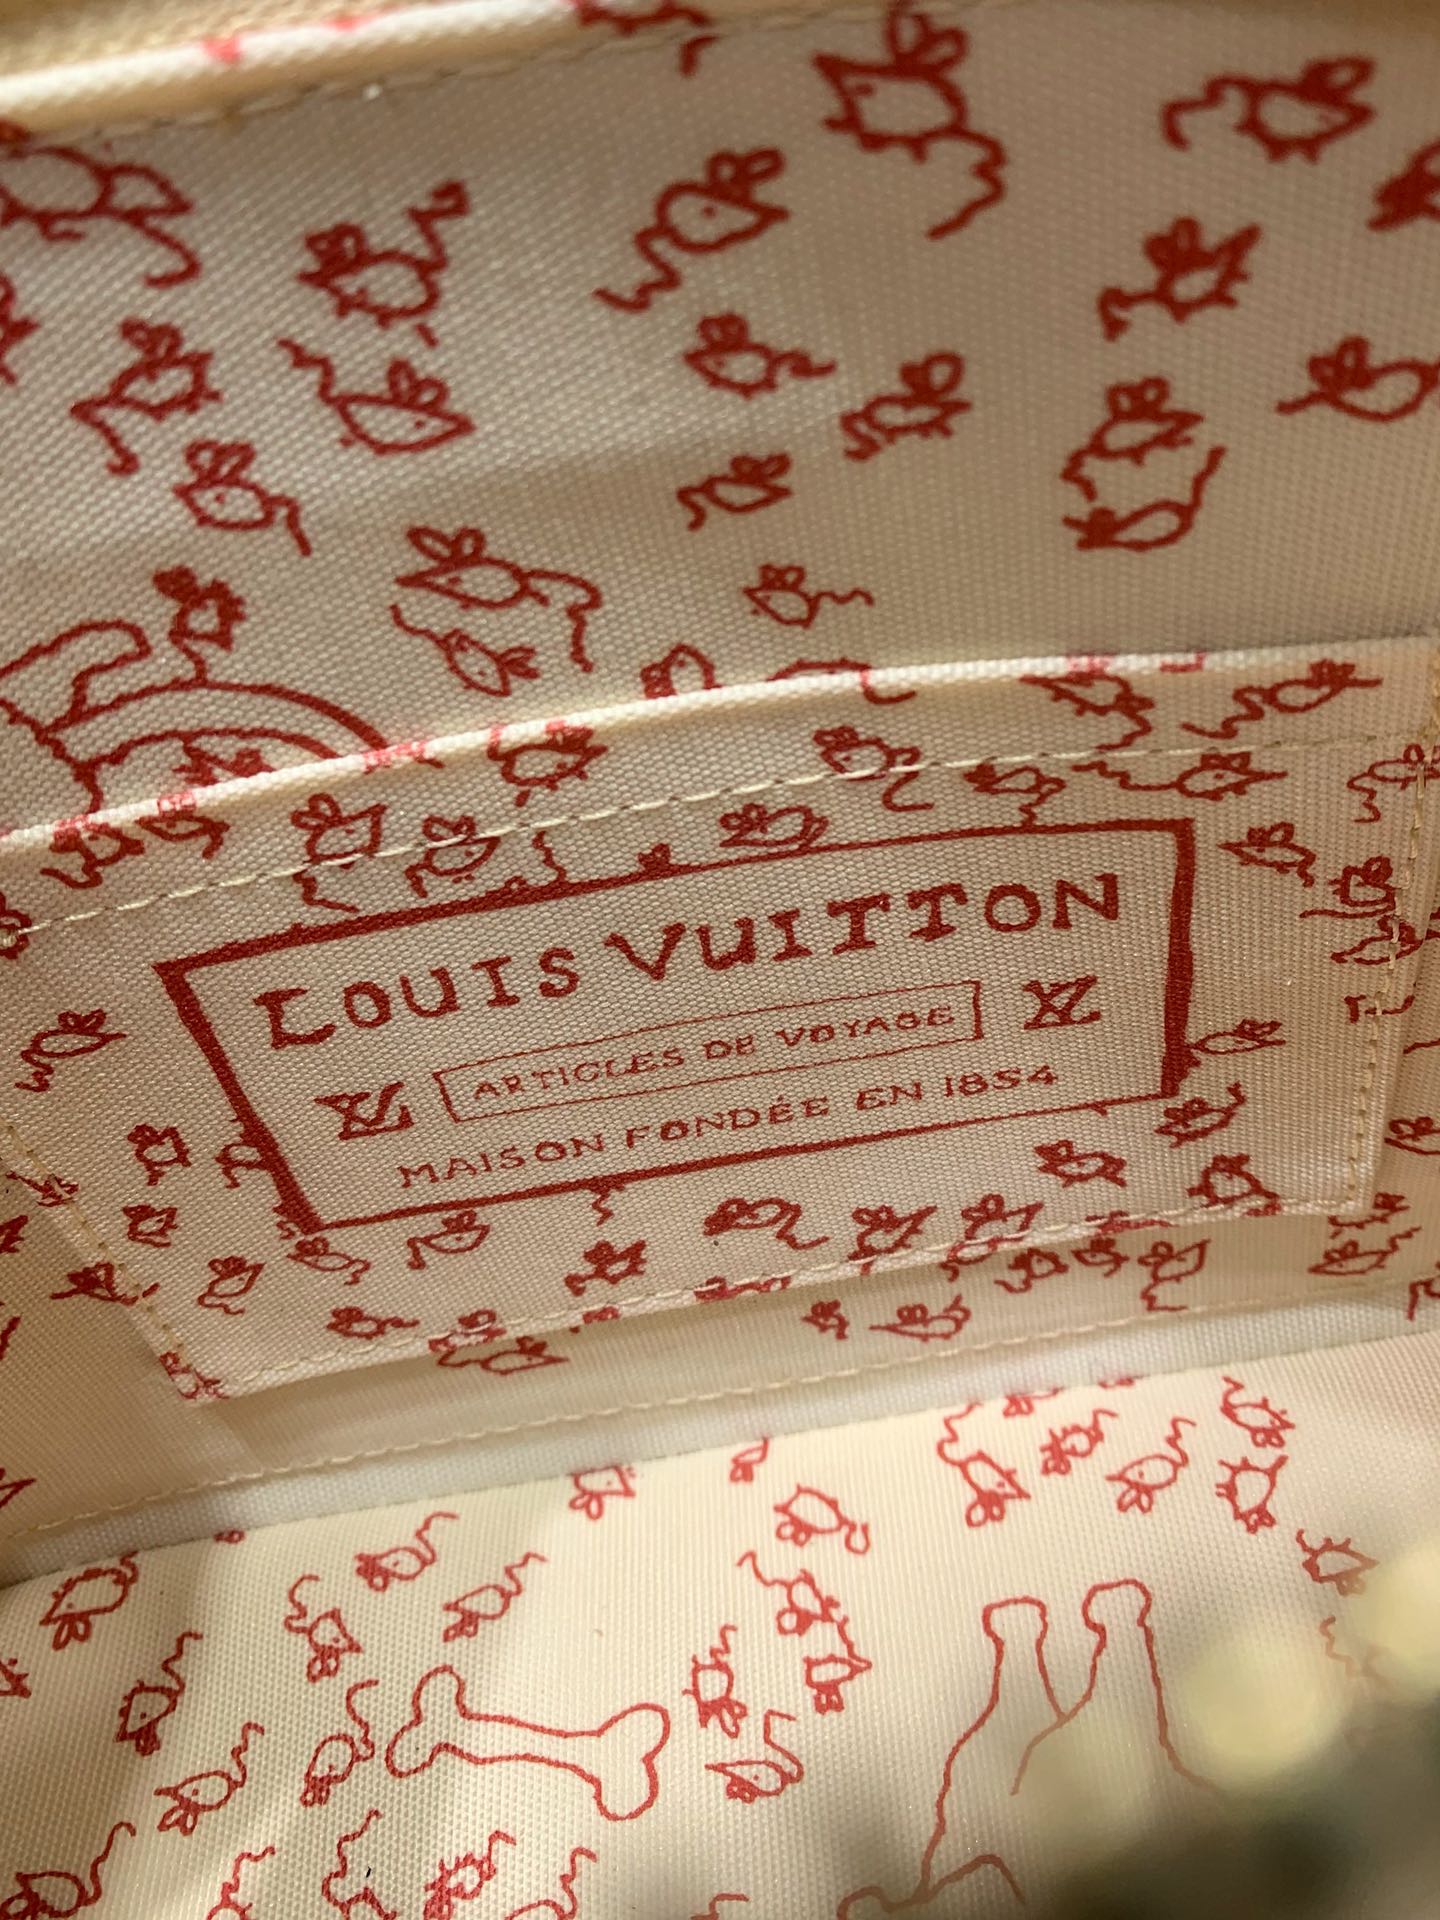 LOUIS VUITTON
ARTICLES DE VOYAGE
MAISON FONDÉE EN 1854